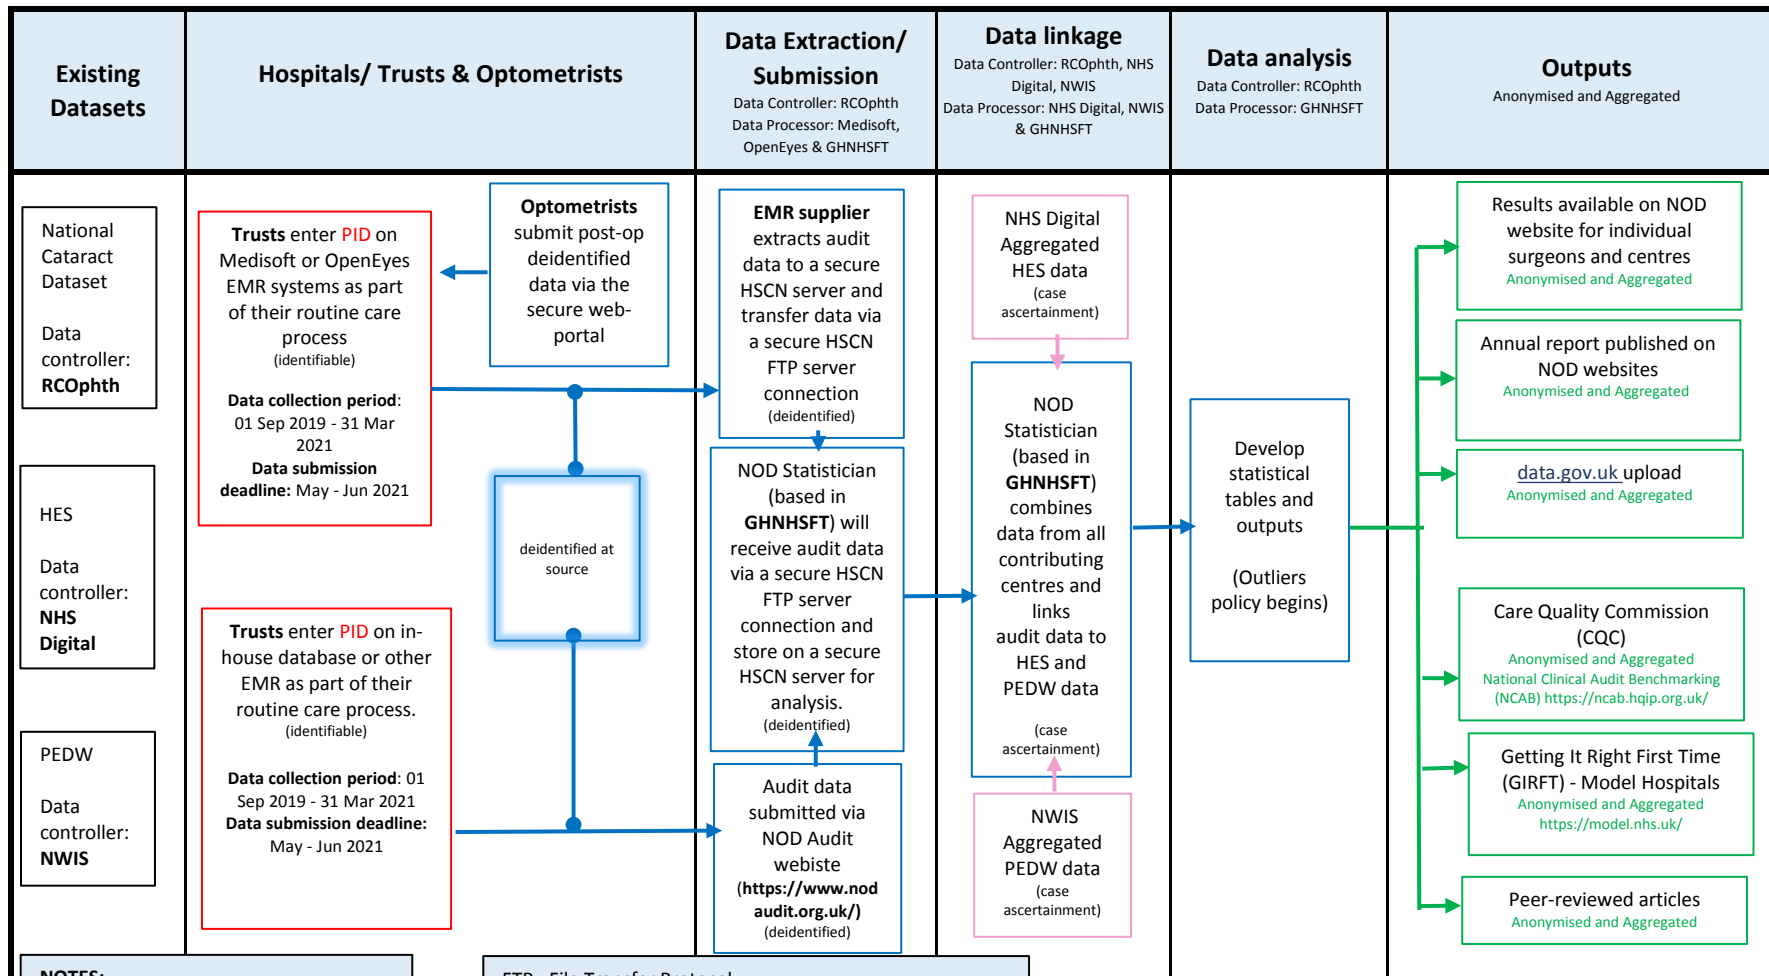 Existing
Datasets
Hospitals/ Trusts & Optometrists
Data Extraction/
Submission
Data Controller: RCOphth
Data Processor: Medisoft,
OpenEyes & GHNHSFT
Data linkage
Data Controller: RCOphth, NHS
Digital, NWIS
Data Processor: NHS Digital, NWIS
& GHNHSFT
Data analysis
Data Controller: RCOphth
Data Processor: GHNHSFT
Outputs
Anonymised and Aggregated
National
Cataract
Dataset
Data
controller:
RCOphth
HES
Data
controller:
NHS
Digital
PEDW
Data
controller:
NWIS
Trusts enter PID on
Medisoft or OpenEyes
EMR systems as part
of their routine care
process
(identifiable)
Data collection period:
01 Sep 2019 - 31 Mar
2021
Data submission
deadline: May - Jun 2021
Optometrists
submit post-op
deidentified
data via the
secure web-
portal
deidentified at
source
Trusts enter PID on in-
house database or other
EMR as part of their
routine care process.
(identifiable)
Data collection period: 01
Sep 2019 - 31 Mar 2021
Data submission deadline:
May - Jun 2021
EMR supplier
extracts audit
data to a secure
HSCN server and
transfer data via
a secure HSCN
FTP server
connection
(deidentified)
NOD Statistician
(based in
GHNHSFT) will
receive audit data
via a secure HSCN
FTP server
connection and
store on a secure
HSCN server for
analysis.
(deidentified)
Audit data
submitted via
NOD Audit
webiste
(https://www.nod
audit.org.uk/)
(deidentified)
NHS Digital
Aggregated
HES data
(case
ascertainment)
NOD
Statistician
(based in
GHNHSFT)
combines
data from all
contributing
centres and
links
audit data to
HES and
PEDW data
(case
ascertainment)
NWIS
Aggregated
PEDW data
(case
ascertainment)
Develop
statistical
tables and
outputs
(Outliers
policy begins)
Results available on NOD
website for individual
surgeons and centres
Anonymised and Aggregated
Annual report published on
NOD websites
Anonymised and Aggregated
data.gov.uk upload
Anonymised and Aggregated
Care Quality Commission
(CQC)
Anonymised and Aggregated
National Clinical Audit Benchmarking
(NCAB) https://ncab.hqip.org.uk/
Getting It Right First Time
(GIRFT) - Model Hospitals
Anonymised and Aggregated
https://model.nhs.uk/
Peer-reviewed articles
Anonymised and Aggregated
NOTES:
FTP - File Transfer Protocol